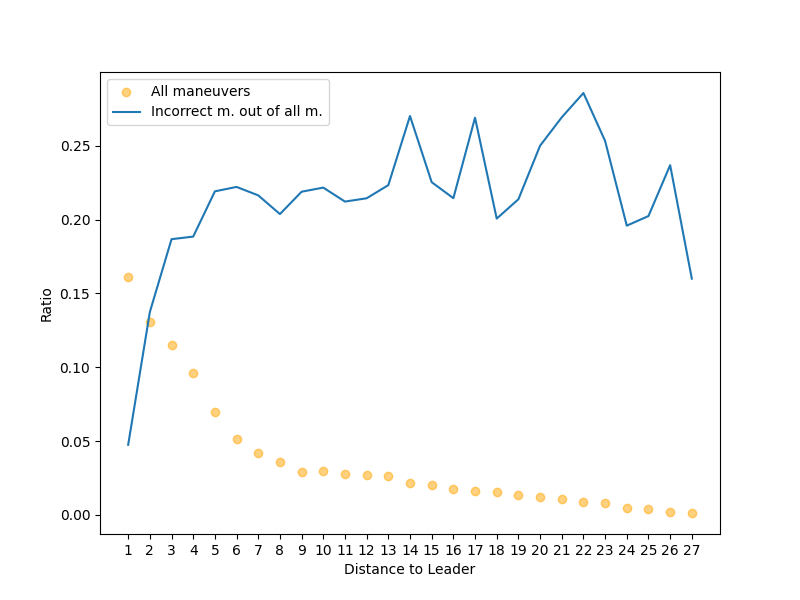 All maneuvers
Incorrect m. out of all m.
0.25
0.20
0.15
0.10
0.05
0.00
Ratio
1 2 3 4 5 6 7 8 9 10 11 12 13 14 15 16 17 18 19 20 21 22 23 24 25 26 27
Distance to Leader